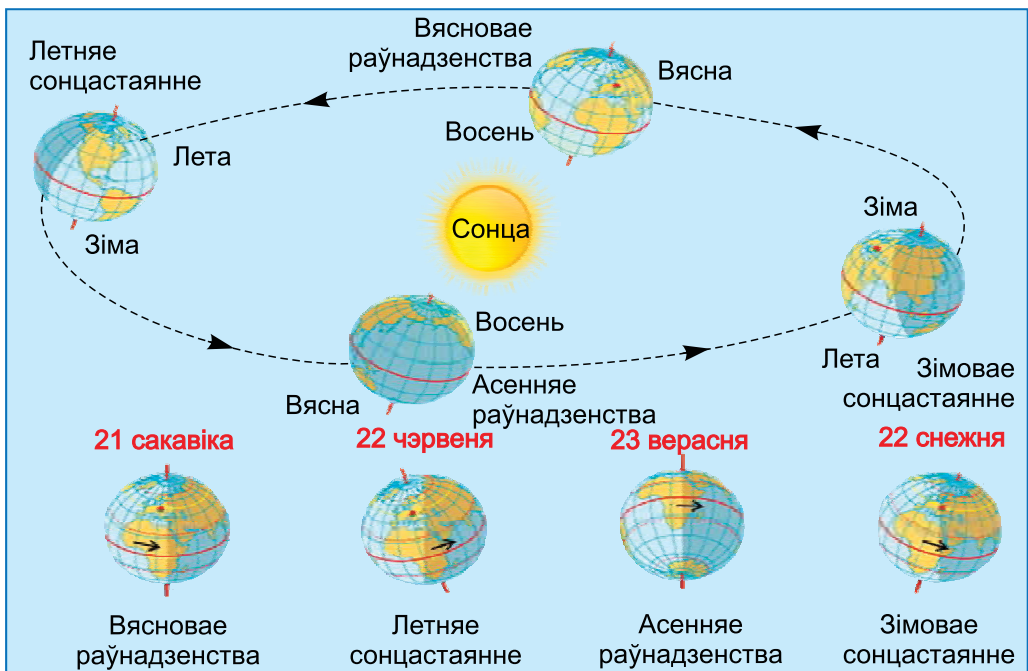 Летняе
сонцастаянне
Вясновае
раўнадзенства
Вясна
Восень
Лета
Зіма
Сонца
Зіма
Восень
Лета
Вясна
Асенняе
раўнадзенства
Зімовае
сонцастаянне
21 сакавіка
22 чэрвеня
23 верасня
22 снежня
Вясновае
раўнадзенства
Летняе
сонцастаянне
Асенняе
раўнадзенства
Зімовае
сонцастаянне